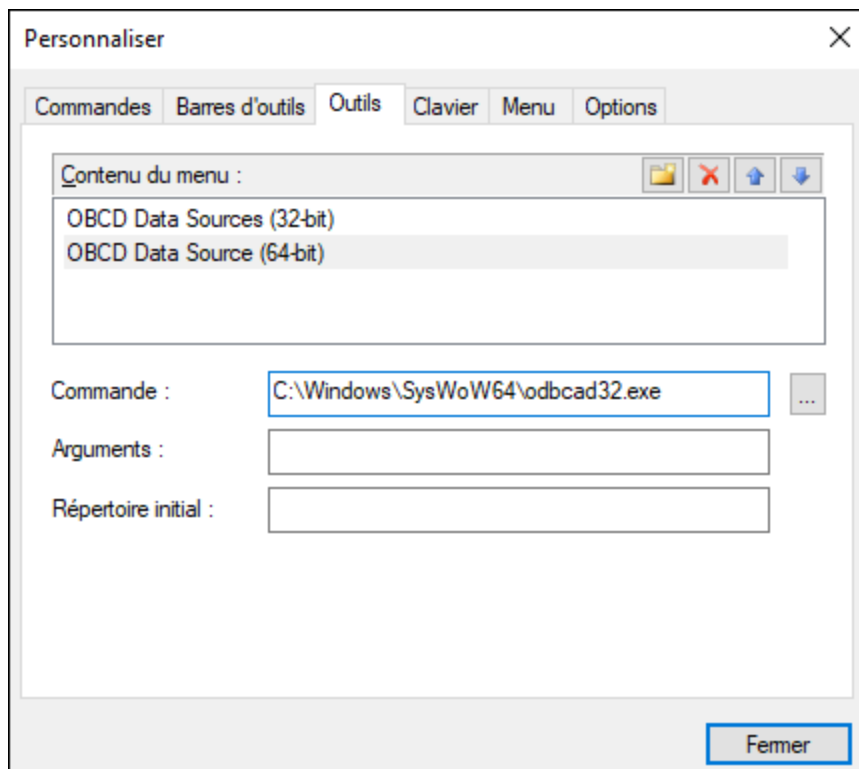 Personnaliser
Commandes Barres d'outils Outils Clavier Menu Options
Contenu du menu :
OBCD Data Sources (32-bit)
OBCD Data Source (64-bit)
Commande : C:\Windows\SysWoW64\odbcad32.exe ...
Arguments :
Répertoire initial :
Fermer